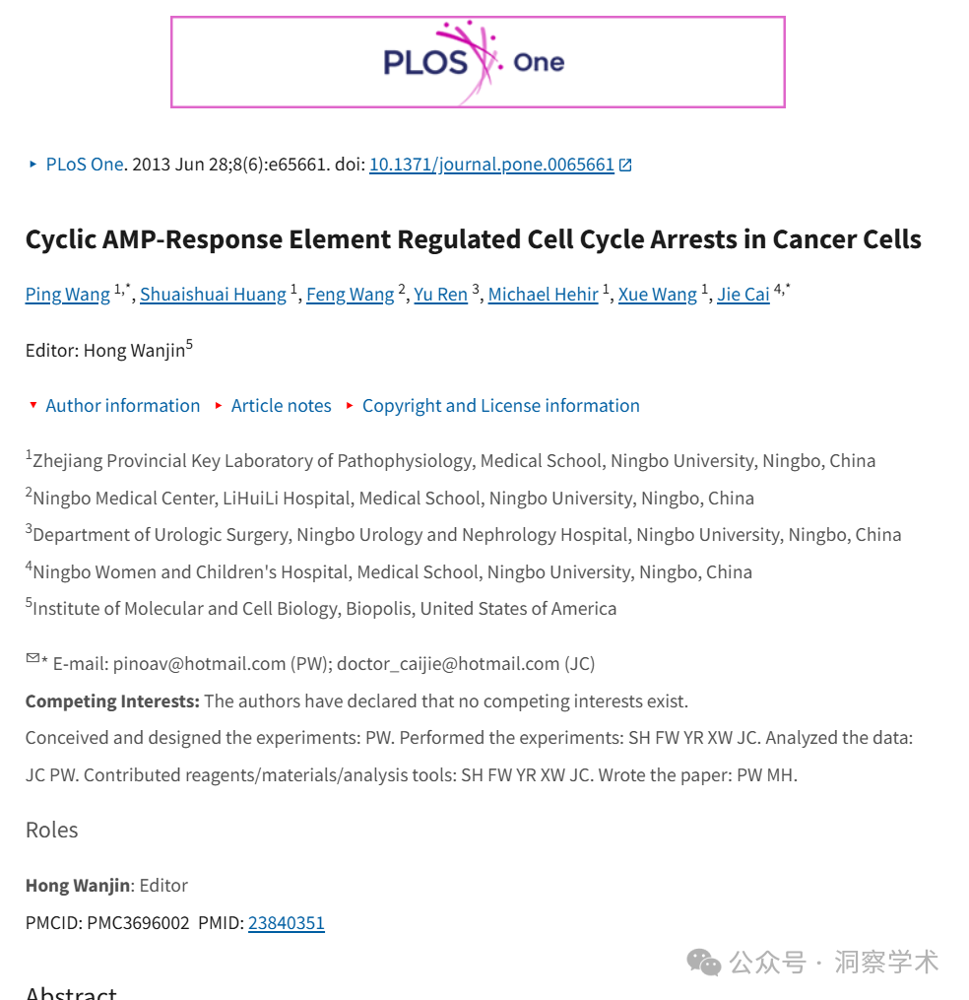 PLOS One
PLoS One. 2013 Jun 28;8(6):e65661. doi: 10.1371/journal.pone.0065661
Cyclic AMP-Response Element Regulated Cell Cycle Arrests in Cancer Cells
Ping Wang 1,*, Shuaishuai Huang 1, Feng Wang 2, Yu Ren 3, Michael Hehir 1, Xue Wang 1, Jie Cai 4,*
Editor: Hong Wanjin5
Author information Article notes Copyright and License information
1Zhejiang Provincial Key Laboratory of Pathophysiology, Medical School, Ningbo University, Ningbo, China
2Ningbo Medical Center, LiHuiLi Hospital, Medical School, Ningbo University, Ningbo, China
3Department of Urologic Surgery, Ningbo Urology and Nephrology Hospital, Ningbo University, Ningbo, China
4Ningbo Women and Children's Hospital, Medical School, Ningbo University, Ningbo, China
5Institute of Molecular and Cell Biology, Biopolis, United States of America
* E-mail: pinoav@hotmail.com (PW); doctor_caijie@hotmail.com (JC)
Competing Interests: The authors have declared that no competing interests exist.
Conceived and designed the experiments: PW. Performed the experiments: SH FW YR XW JC. Analyzed the data:
JC PW. Contributed reagents/materials/analysis tools: SH FW YR XW JC. Wrote the paper: PW MH.
Roles
Hong Wanjin: Editor
PMCID: PMC3696002 PMID: 23840351
公众号 · 洞察学术
Abstract